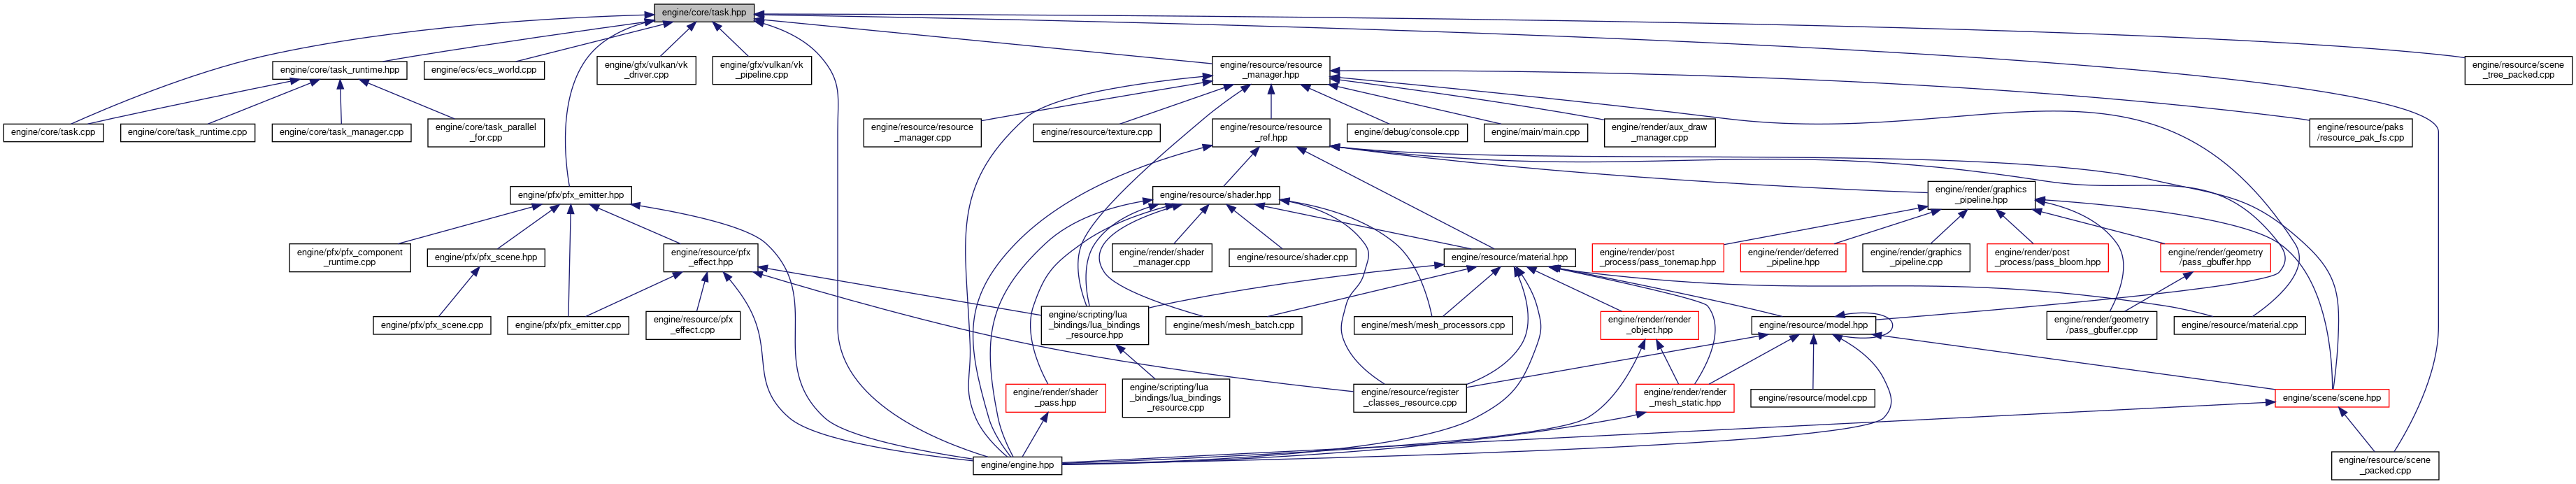 engine/core/task.hpp
engine/core/task_runtime.hpp
engine/ecs/ecs_world.cpp
engine/gfx/vulkan/vk
_driver.cpp
engine/gfx/vulkan/vk
_pipeline.cpp
engine/resource/resource
_manager.hpp
engine/resource/scene
_tree_packed.cpp
engine/core/task.cpp
engine/core/task_runtime.cpp
engine/core/task_manager.cpp
engine/core/task_parallel
_for.cpp
engine/resource/resource
_manager.cpp
engine/resource/texture.cpp
engine/resource/resource
_ref.hpp
engine/debug/console.cpp
engine/main/main.cpp
engine/render/aux_draw
_manager.cpp
engine/resource/paks
/resource_pak_fs.cpp
engine/pfx/pfx_emitter.hpp
engine/resource/shader.hpp
engine/render/graphics
_pipeline.hpp
engine/pfx/pfx_component
_runtime.cpp
engine/pfx/pfx_scene.hpp
engine/resource/pfx
_effect.hpp
engine/render/shader
_manager.cpp
engine/resource/shader.cpp
engine/resource/material.hpp
engine/render/post
_process/pass_tonemap.hpp
engine/render/deferred
_pipeline.hpp
engine/render/graphics
_pipeline.cpp
engine/render/post
_process/pass_bloom.hpp
engine/render/geometry
/pass_gbuffer.hpp
engine/pfx/pfx_scene.cpp
engine/pfx/pfx_emitter.cpp
engine/resource/pfx
_effect.cpp
engine/scripting/lua
_bindings/lua_bindings
_resource.hpp
engine/mesh/mesh_batch.cpp
engine/mesh/mesh_processors.cpp
engine/render/render
_object.hpp
engine/resource/model.hpp
engine/render/geometry
/pass_gbuffer.cpp
engine/resource/material.cpp
engine/render/shader
_pass.hpp
engine/scripting/lua
_bindings/lua_bindings
_resource.cpp
engine/resource/register
_classes_resource.cpp
engine/render/render
_mesh_static.hpp
engine/resource/model.cpp
engine/scene/scene.hpp
engine/engine.hpp
engine/resource/scene
_packed.cpp